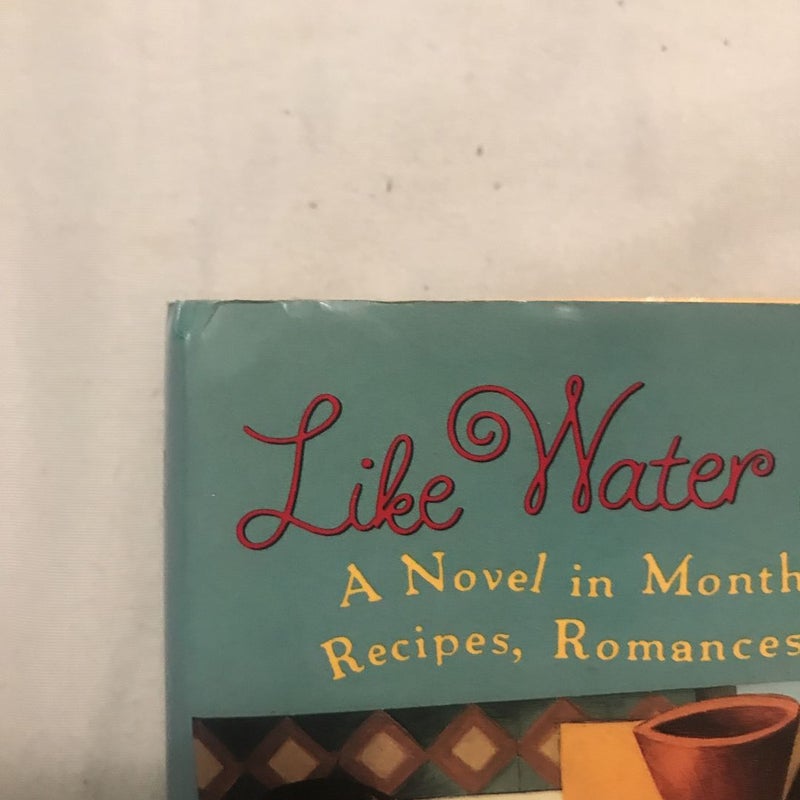 Like Water
A Novel in Month
Recipes, Romances